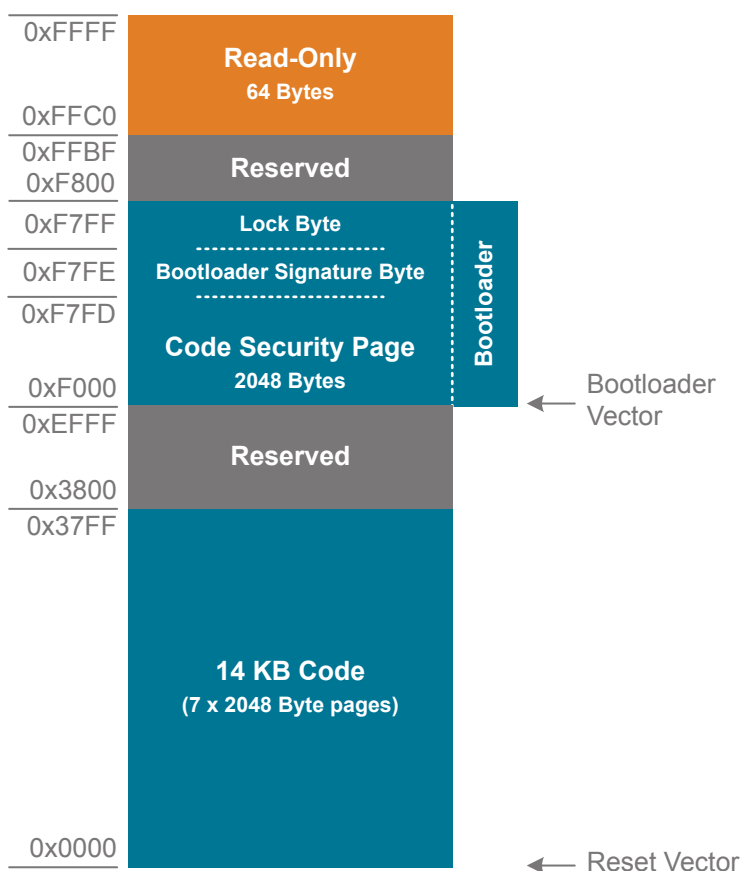 0xFFFF
Read-Only
64 Bytes
0xFFC0
0xFFBF
Reserved
0xF800
0xF7FF
Lock Byte
0xF7FE
Bootloader Signature Byte
0xF7FD
Code Security Page
2048 Bytes
0xF000
Bootloader
Bootloader
Vector
0xEFFF
Reserved
0x3800
0x37FF
14 KB Code
(7 x 2048 Byte pages)
0x0000
Reset Vector